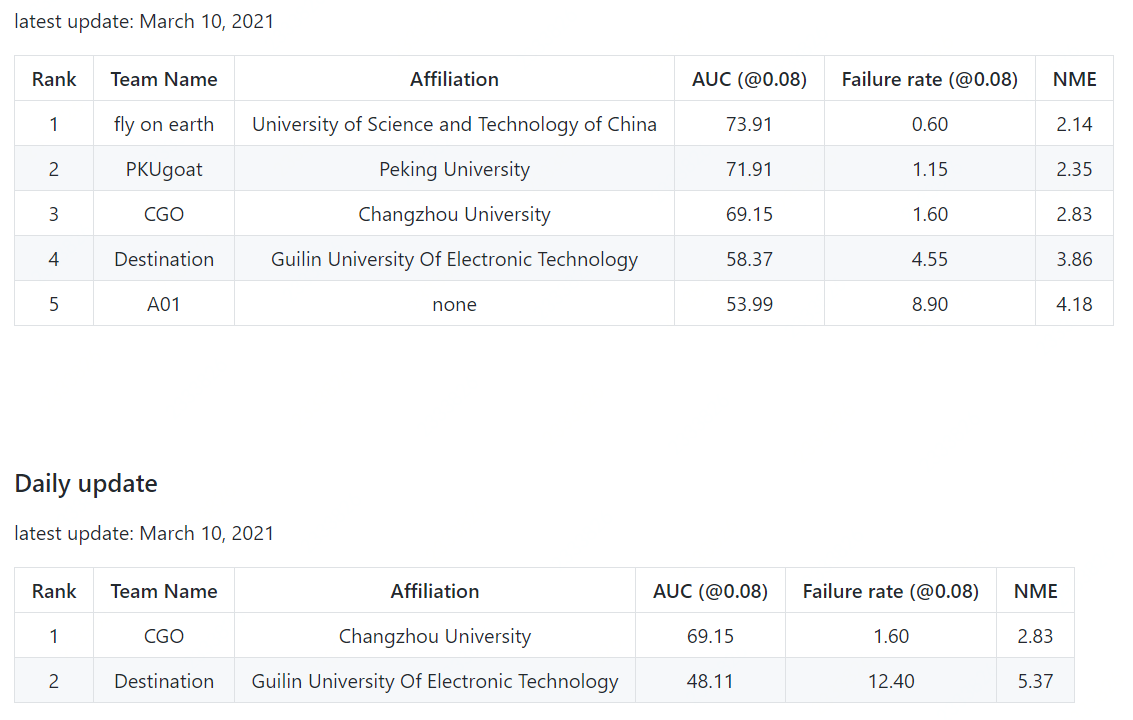 latest update: March 10, 2021
Rank Team Name Affiliation AUC (@0.08) Failure rate (@0.08) NME
1 fly on earth University of Science and Technology of China 73.91 0.60 2.14
2 PKUgoat Peking University 71.91 1.15 2.35
3 CGO Changzhou University 69.15 1.60 2.83
4 Destination Guilin University Of Electronic Technology 58.37 4.55 3.86
5 A01 none 53.99 8.90 4.18
Daily update
latest update: March 10, 2021
Rank Team Name Affiliation AUC (@0.08) Failure rate (@0.08) NME
1 CGO Changzhou University 69.15 1.60 2.83
2 Destination Guilin University Of Electronic Technology 48.11 12.40 5.37